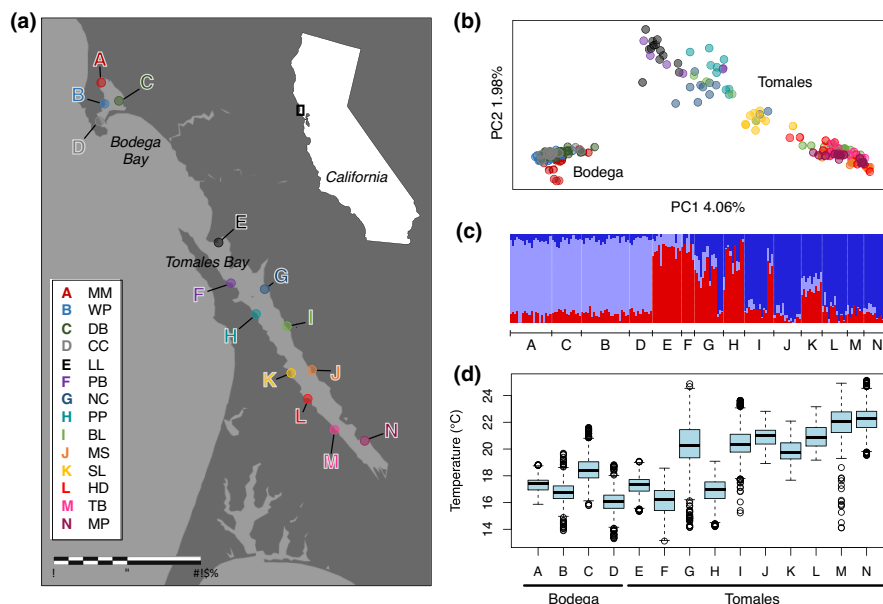 (a)
A
B
C
D
Bodega
Bay
California
E
Tomales Bay
F
G
H
I
J
K
L
M
N
A MM
B WP
C DB
D CC
E LL
F PB
G NC
H PP
I BL
J MS
K SL
L HD
M TB
N MP
! " #!$%
(b)
PC2 1.98%
Tomales
Bodega
PC1 4.06%
(c)
A C B D E F G H I J K L M N
(d)
Temperature (°C)
24
22
20
18
16
14
A B C D E F G H I J K L M N
Bodega Tomales